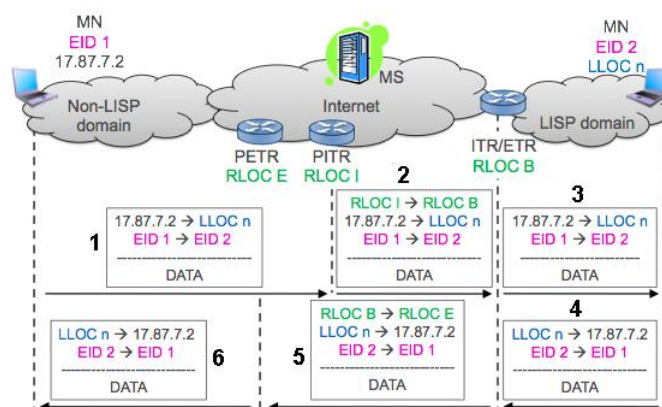 MN
EID 1
17.87.7.2
MN
EID 2
LLOC n
MS
Non-LISP
domain
Internet
LISP domain
PETR
RLOC E
PITR
RLOC I
ITR/ETR
RLOC B
1
17.87.7.2 → LLOC n
EID 1 → EID 2
DATA
2
RLOC I → RLOC B
17.87.7.2 → LLOC n
EID 1 → EID 2
DATA
3
17.87.7.2 → LLOC n
EID 1 → EID 2
DATA
4
LLOC n → 17.87.7.2
EID 2 → EID 1
DATA
5
RLOC B → RLOC E
LLOC n → 17.87.7.2
EID 2 → EID 1
DATA
6
LLOC n → 17.87.7.2
EID 2 → EID 1
DATA